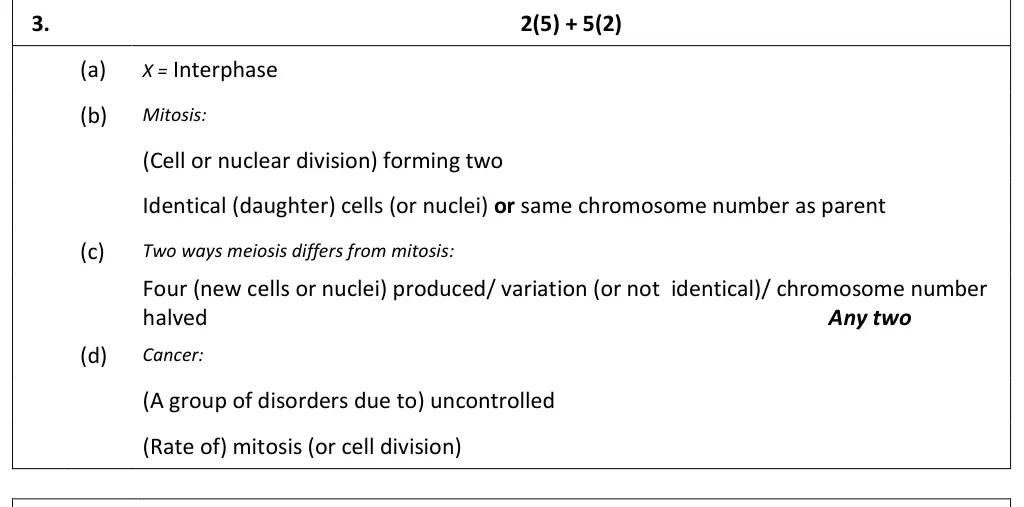 3. 2(5) + 5(2)
(a) X = Interphase
(b) Mitosis:
(Cell or nuclear division) forming two
Identical (daughter) cells (or nuclei) or same chromosome number as parent
(c) Two ways meiosis differs from mitosis:
Four (new cells or nuclei) produced/ variation (or not identical)/ chromosome number
halved Any two
(d) Cancer:
(A group of disorders due to) uncontrolled
(Rate of) mitosis (or cell division)